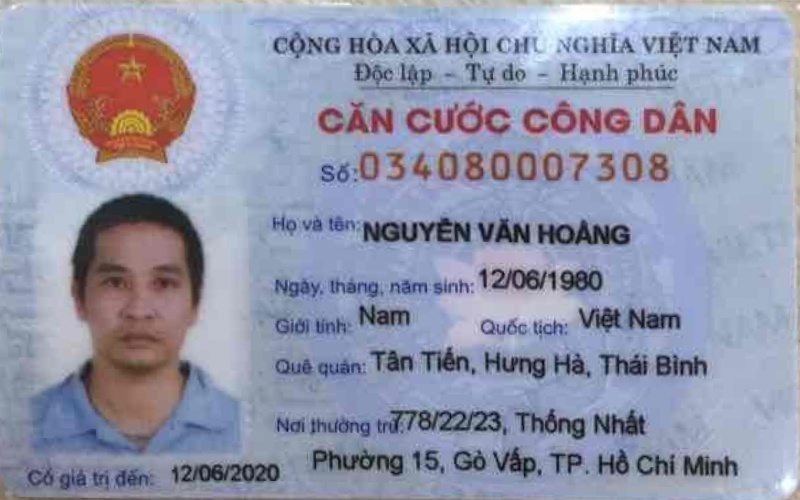 CỘNG HÒA XÃ HỘI CHỦ NGHĨA VIỆT NAM
Độc lập - Tự do - Hạnh phúc
CĂN CƯỚC CÔNG DÂN
Số: 034080007308
Họ và tên: NGUYỄN VĂN HOÀNG
Ngày, tháng, năm sinh: 12/06/1980
Giới tính: Nam Quốc tịch: Việt Nam
Quê quán: Tân Tiến, Hưng Hà, Thái Bình
Nơi thường trú: 778/22/23, Thống Nhất
Phường 15, Gò Vấp, TP. Hồ Chí Minh
Có giá trị đến: 12/06/2020